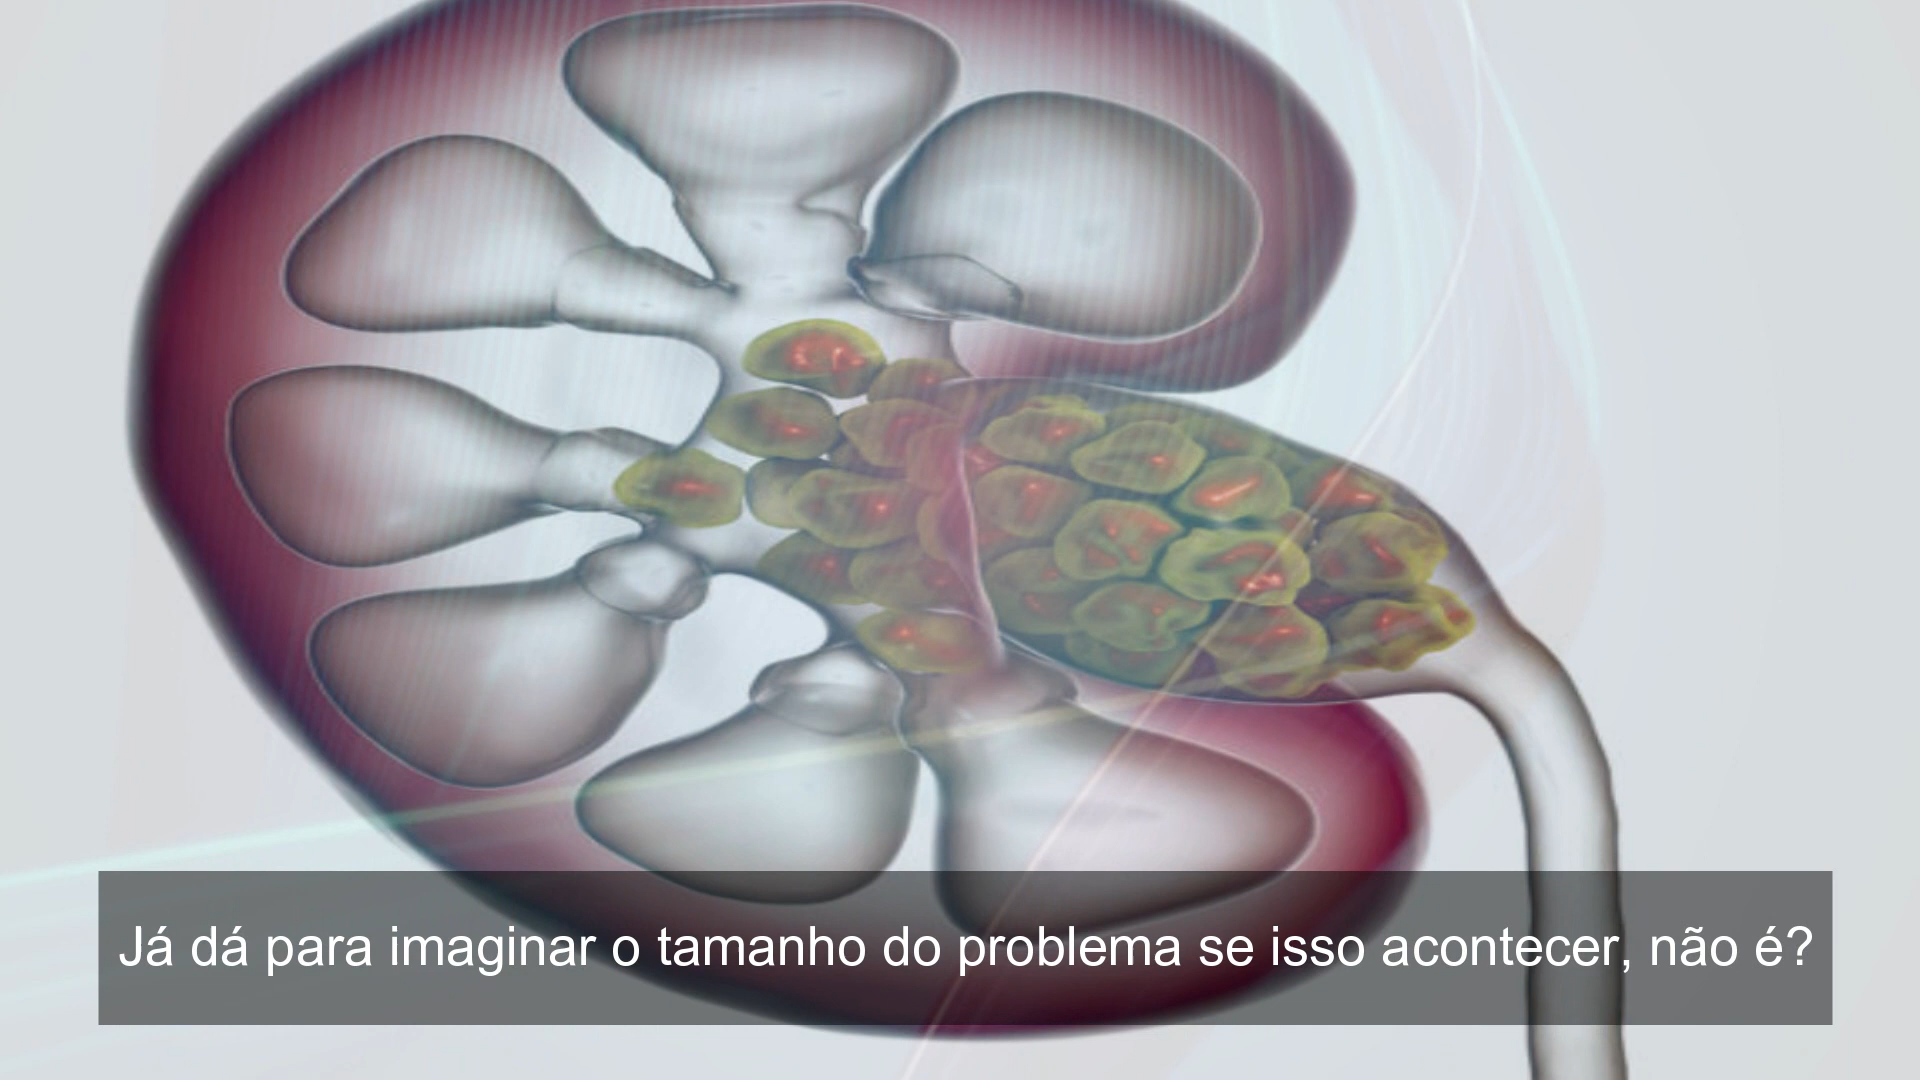 Já dá para imaginar o tamanho do problema se isso acontecer, não é?